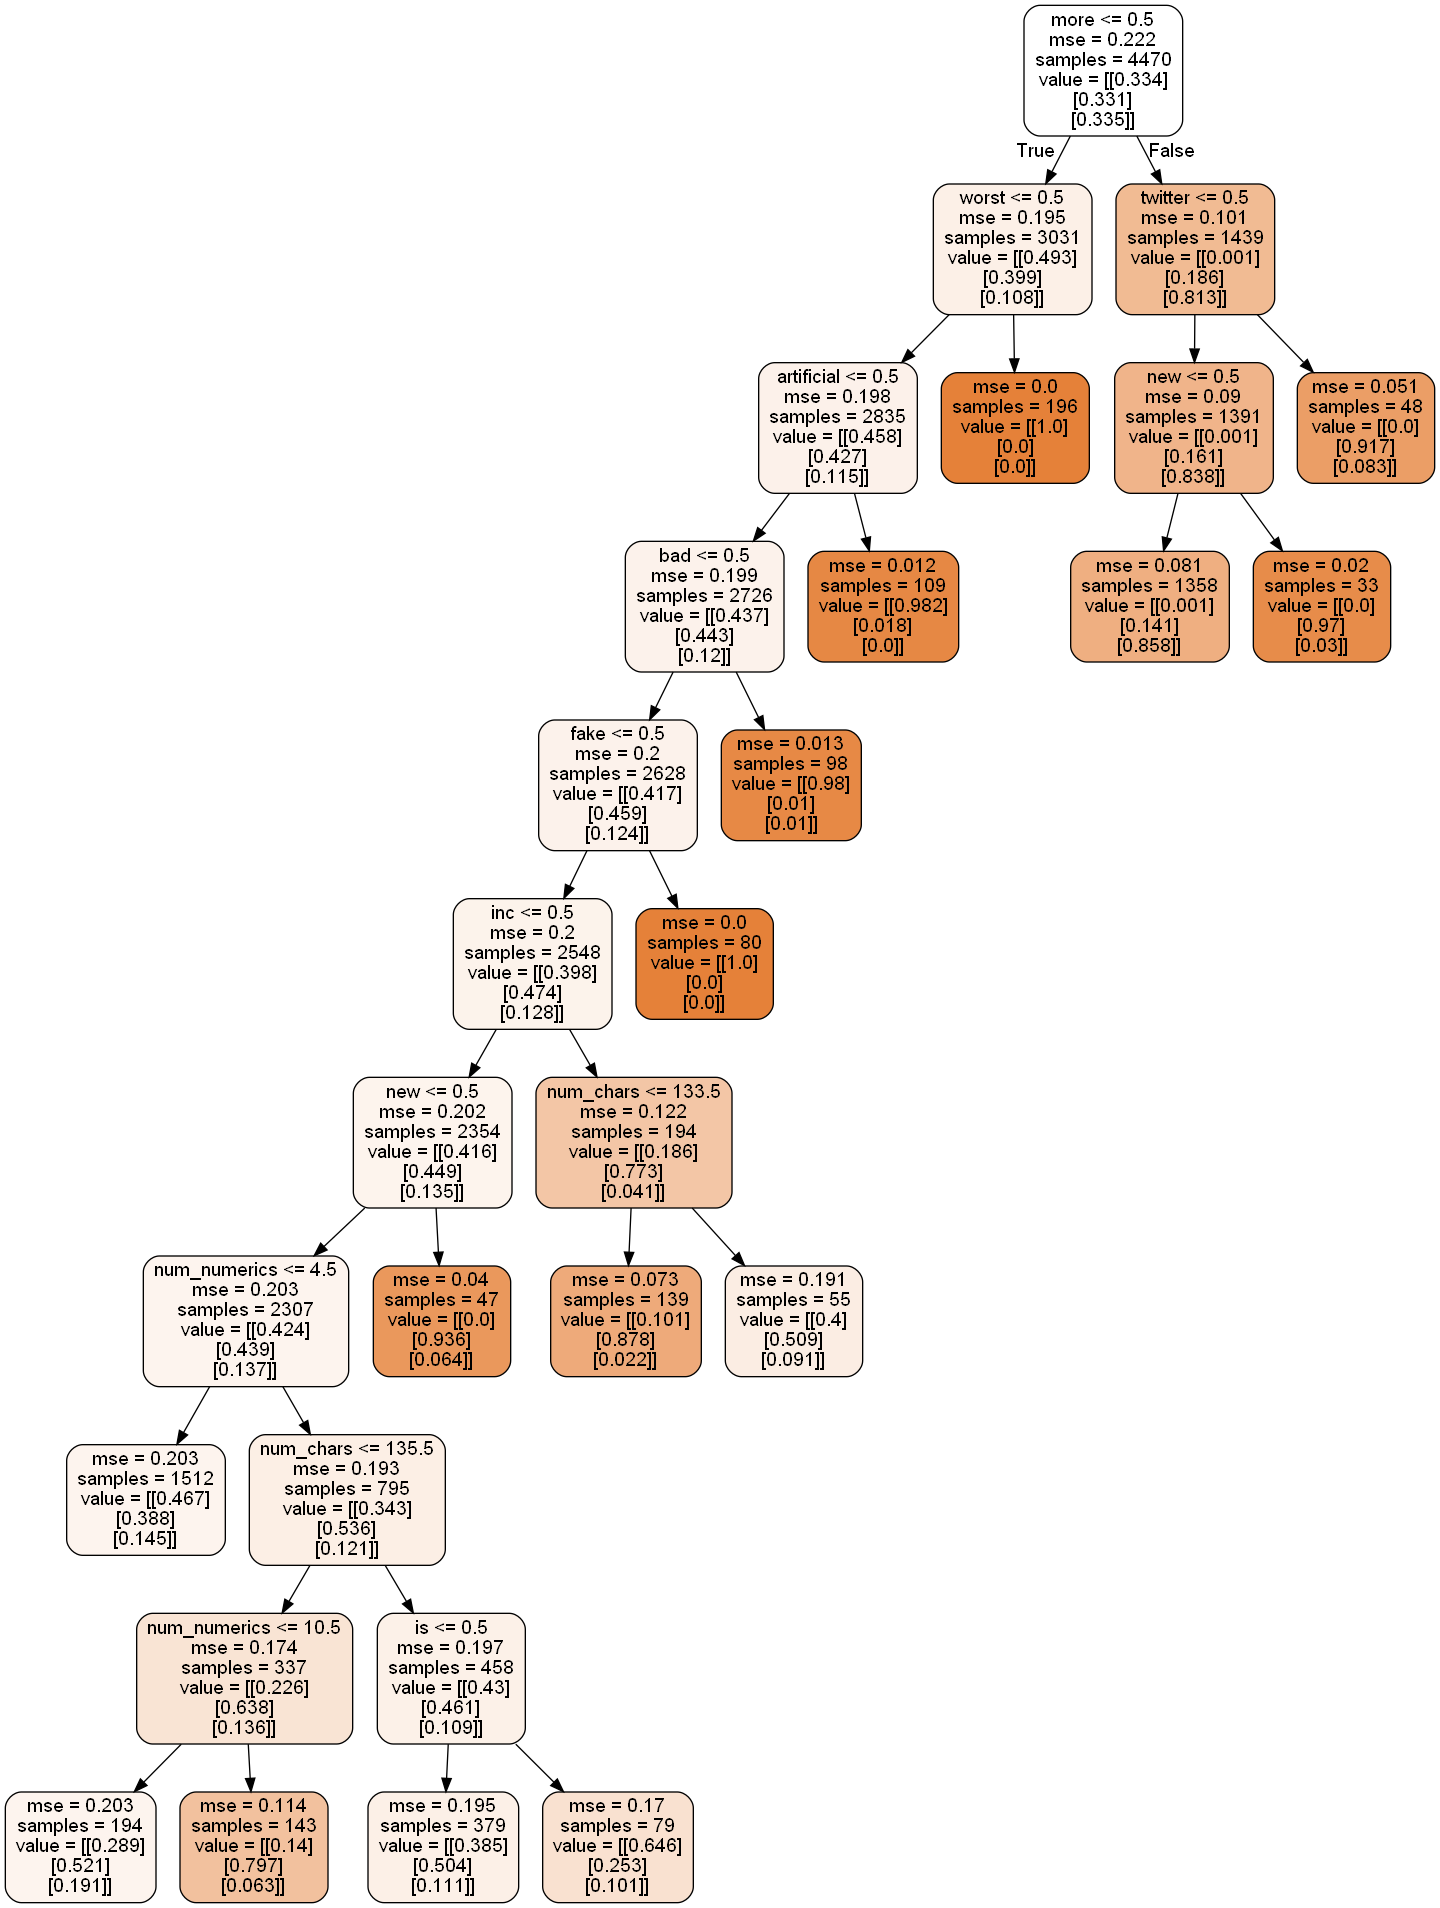 more <= 0.5
mse = 0.222
samples = 4470
value = [[0.334]
[0.331]
[0.335]]
True
False
worst <= 0.5
mse = 0.195
samples = 3031
value = [[0.493]
[0.399]
[0.108]]
twitter <= 0.5
mse = 0.101
samples = 1439
value = [[0.001]
[0.186]
[0.813]]
artificial <= 0.5
mse = 0.198
samples = 2835
value = [[0.458]
[0.427]
[0.115]]
mse = 0.0
samples = 196
value = [[1.0]
[0.0]
[0.0]]
new <= 0.5
mse = 0.09
samples = 1391
value = [[0.001]
[0.161]
[0.838]]
mse = 0.051
samples = 48
value = [[0.0]
[0.917]
[0.083]]
bad <= 0.5
mse = 0.199
samples = 2726
value = [[0.437]
[0.443]
[0.12]]
mse = 0.012
samples = 109
value = [[0.982]
[0.018]
[0.0]]
mse = 0.081
samples = 1358
value = [[0.001]
[0.141]
[0.858]]
mse = 0.02
samples = 33
value = [[0.0]
[0.97]
[0.03]]
fake <= 0.5
mse = 0.2
samples = 2628
value = [[0.417]
[0.459]
[0.124]]
mse = 0.013
samples = 98
value = [[0.98]
[0.01]
[0.01]]
inc <= 0.5
mse = 0.2
samples = 2548
value = [[0.398]
[0.474]
[0.128]]
mse = 0.0
samples = 80
value = [[1.0]
[0.0]
[0.0]]
new <= 0.5
mse = 0.202
samples = 2354
value = [[0.416]
[0.449]
[0.135]]
num_chars <= 133.5
mse = 0.122
samples = 194
value = [[0.186]
[0.773]
[0.041]]
num_numerics <= 4.5
mse = 0.203
samples = 2307
value = [[0.424]
[0.439]
[0.137]]
mse = 0.04
samples = 47
value = [[0.0]
[0.936]
[0.064]]
mse = 0.073
samples = 139
value = [[0.101]
[0.878]
[0.022]]
mse = 0.191
samples = 55
value = [[0.4]
[0.509]
[0.091]]
mse = 0.203
samples = 1512
value = [[0.467]
[0.388]
[0.145]]
num_chars <= 135.5
mse = 0.193
samples = 795
value = [[0.343]
[0.536]
[0.121]]
num_numerics <= 10.5
mse = 0.174
samples = 337
value = [[0.226]
[0.638]
[0.136]]
is <= 0.5
mse = 0.197
samples = 458
value = [[0.43]
[0.461]
[0.109]]
mse = 0.203
samples = 194
value = [[0.289]
[0.521]
[0.191]]
mse = 0.114
samples = 143
value = [[0.14]
[0.797]
[0.063]]
mse = 0.195
samples = 379
value = [[0.385]
[0.504]
[0.111]]
mse = 0.17
samples = 79
value = [[0.646]
[0.253]
[0.101]]